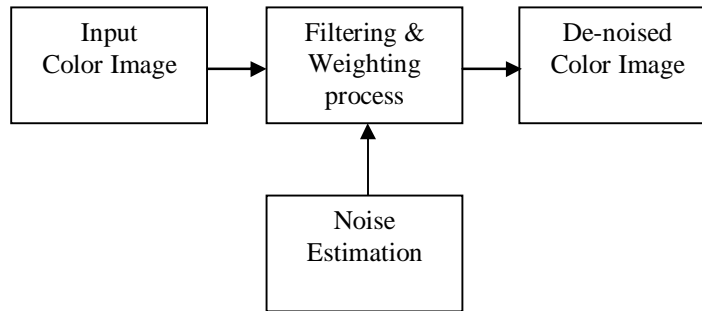 Input
Color Image
Filtering &
Weighting
process
De-noised
Color Image
Noise
Estimation